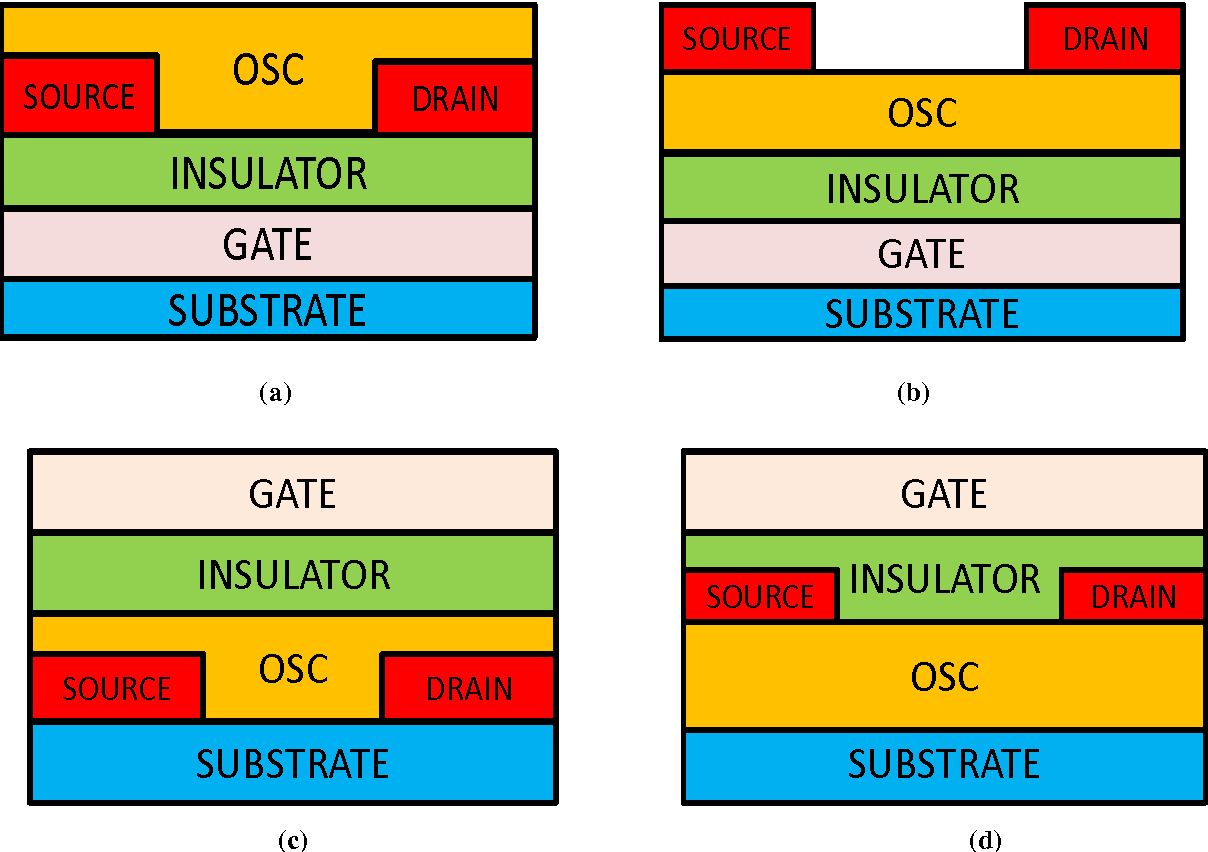 OSC
SOURCE
DRAIN
INSULATOR
GATE
SUBSTRATE
(a)
SOURCE
DRAIN
OSC
INSULATOR
GATE
SUBSTRATE
(b)
GATE
INSULATOR
OSC
SOURCE
DRAIN
SUBSTRATE
(c)
GATE
INSULATOR
SOURCE
DRAIN
OSC
SUBSTRATE
(d)